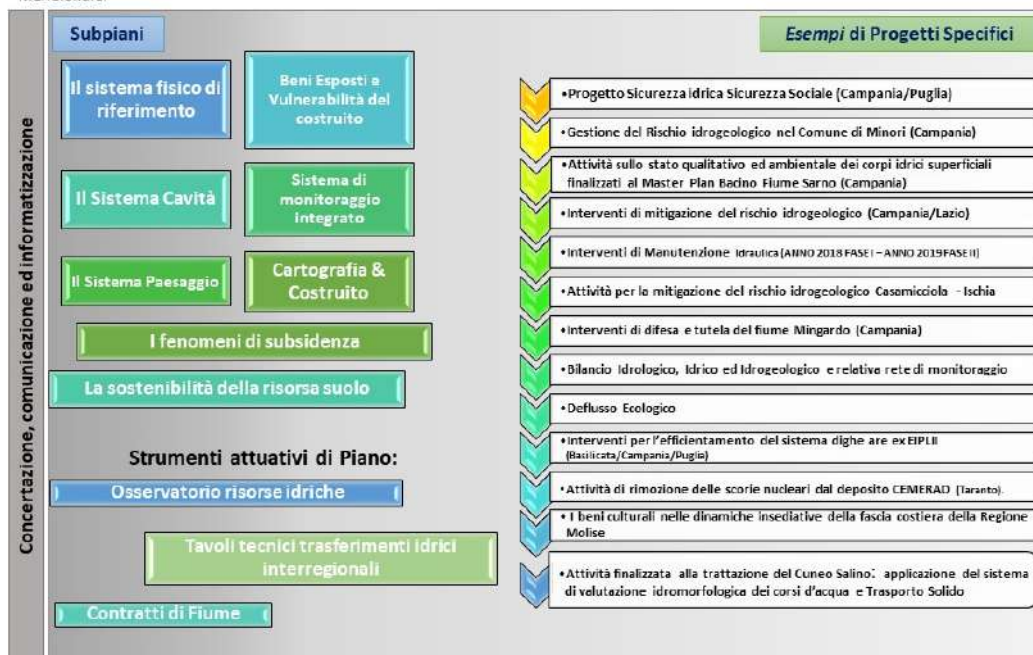 Subpiani
Esempi di Progetti Specifici
Concertazione, comunicazione ed informatizzazione
Il sistema fisico di
riferimento
Beni Esposti e
Vulnerabilità del
costruito
Il Sistema Cavità
Sistema di
monitoraggio
integrato
Il Sistema Paesaggio
Cartografia &
Costruito
I fenomeni di subsidenza
La sostenibilità della risorsa suolo
Strumenti attuativi di Piano:
Osservatorio risorse idriche
Tavoli tecnici trasferimenti idrici
interregionali
Contratti di Fiume
•Progetto Sicurezza idrica Sicurezza Sociale (Campania/Puglia)
•Gestione del Rischio idrogeologico nel Comune di Minori (Campania)
•Attività sullo stato qualitativo ed ambientale dei corpi idrici superficiali
finalizzati al Master Plan Bacino Fiume Sarno (Campania)
•Interventi di mitigazione del rischio idrogeologico (Campania/Lazio)
•Interventi di Manutenzione Idraulica (ANNO 2018 FASE I – ANNO 2019 FASE II)
•Attività per la mitigazione del rischio idrogeologico Casamicciola - Ischia
•Interventi di difesa e tutela del fiume Mingardo (Campania)
•Bilancio Idrologico, Idrico ed Idrogeologico e relativa rete di monitoraggio
•Deflusso Ecologico
•Interventi per l'efficientamento del sistema dighe are ex EIPLII
(Basilicata/Campania/Puglia)
•Attività di rimozione delle scorie nucleari dal deposito CEMERAD (Taranto).
•I beni culturali nelle dinamiche insediative della fascia costiera della Regione
Molise
•Attività finalizzata alla trattazione del Cuneo Salino: applicazione del sistema
di valutazione idromorfologica dei corsi d'acqua e Trasporto Solido